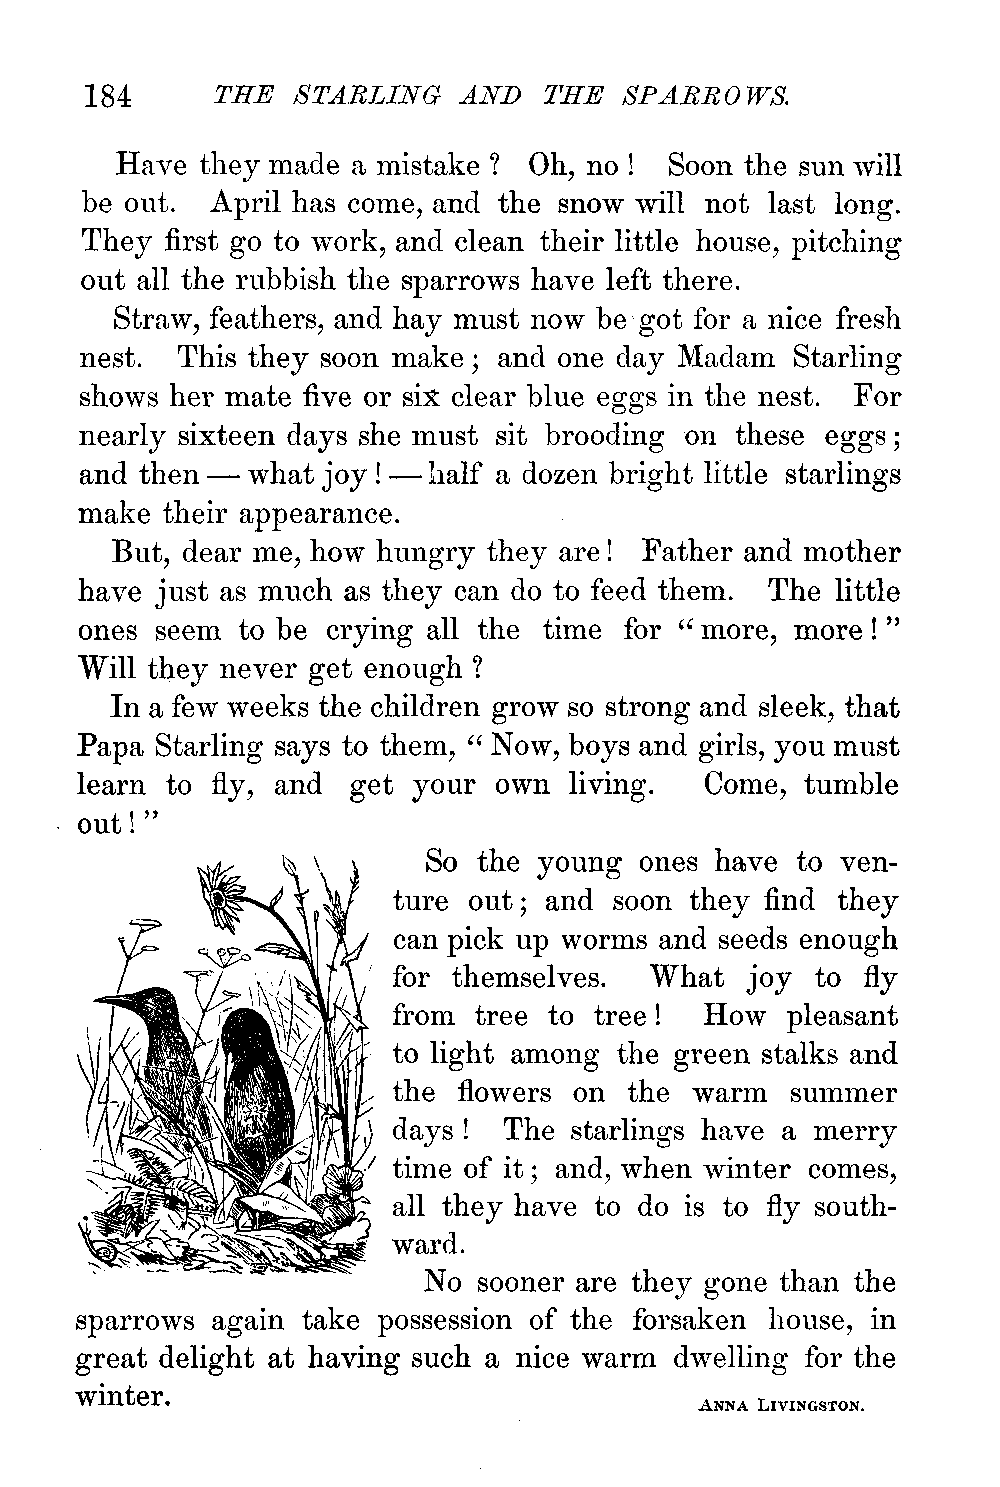 184 THE STARLING AND THE SPARROWS.
Have they made a mistake? Oh, no! Soon the sun will
be out. April has come, and the snow will not last long.
They first go to work, and clean their little house, pitching
out all the rubbish the sparrows have left there.
Straw, feathers, and hay must now be got for a nice fresh
nest. This they soon make; and one day Madam Starling
shows her mate five or six clear blue eggs in the nest. For
nearly sixteen days she must sit brooding on these eggs;
and then — what joy! — half a dozen bright little starlings
make their appearance.
But, dear me, how hungry they are! Father and mother
have just as much as they can do to feed them. The little
ones seem to be crying all the time for "more, more!"
Will they never get enough?
In a few weeks the children grow so strong and sleek, that
Papa Starling says to them, "Now, boys and girls, you must
learn to fly, and get your own living. Come, tumble
out!"
So the young ones have to ven-
ture out; and soon they find they
can pick up worms and seeds enough
for themselves. What joy to fly
from tree to tree! How pleasant
to light among the green stalks and
the flowers on the warm summer
days! The starlings have a merry
time of it; and, when winter comes,
all they have to do is to fly south-
ward.
No sooner are they gone than the
sparrows again take possession of the forsaken house, in
great delight at having such a nice warm dwelling for the
winter.
ANNA LIVINGSTON.